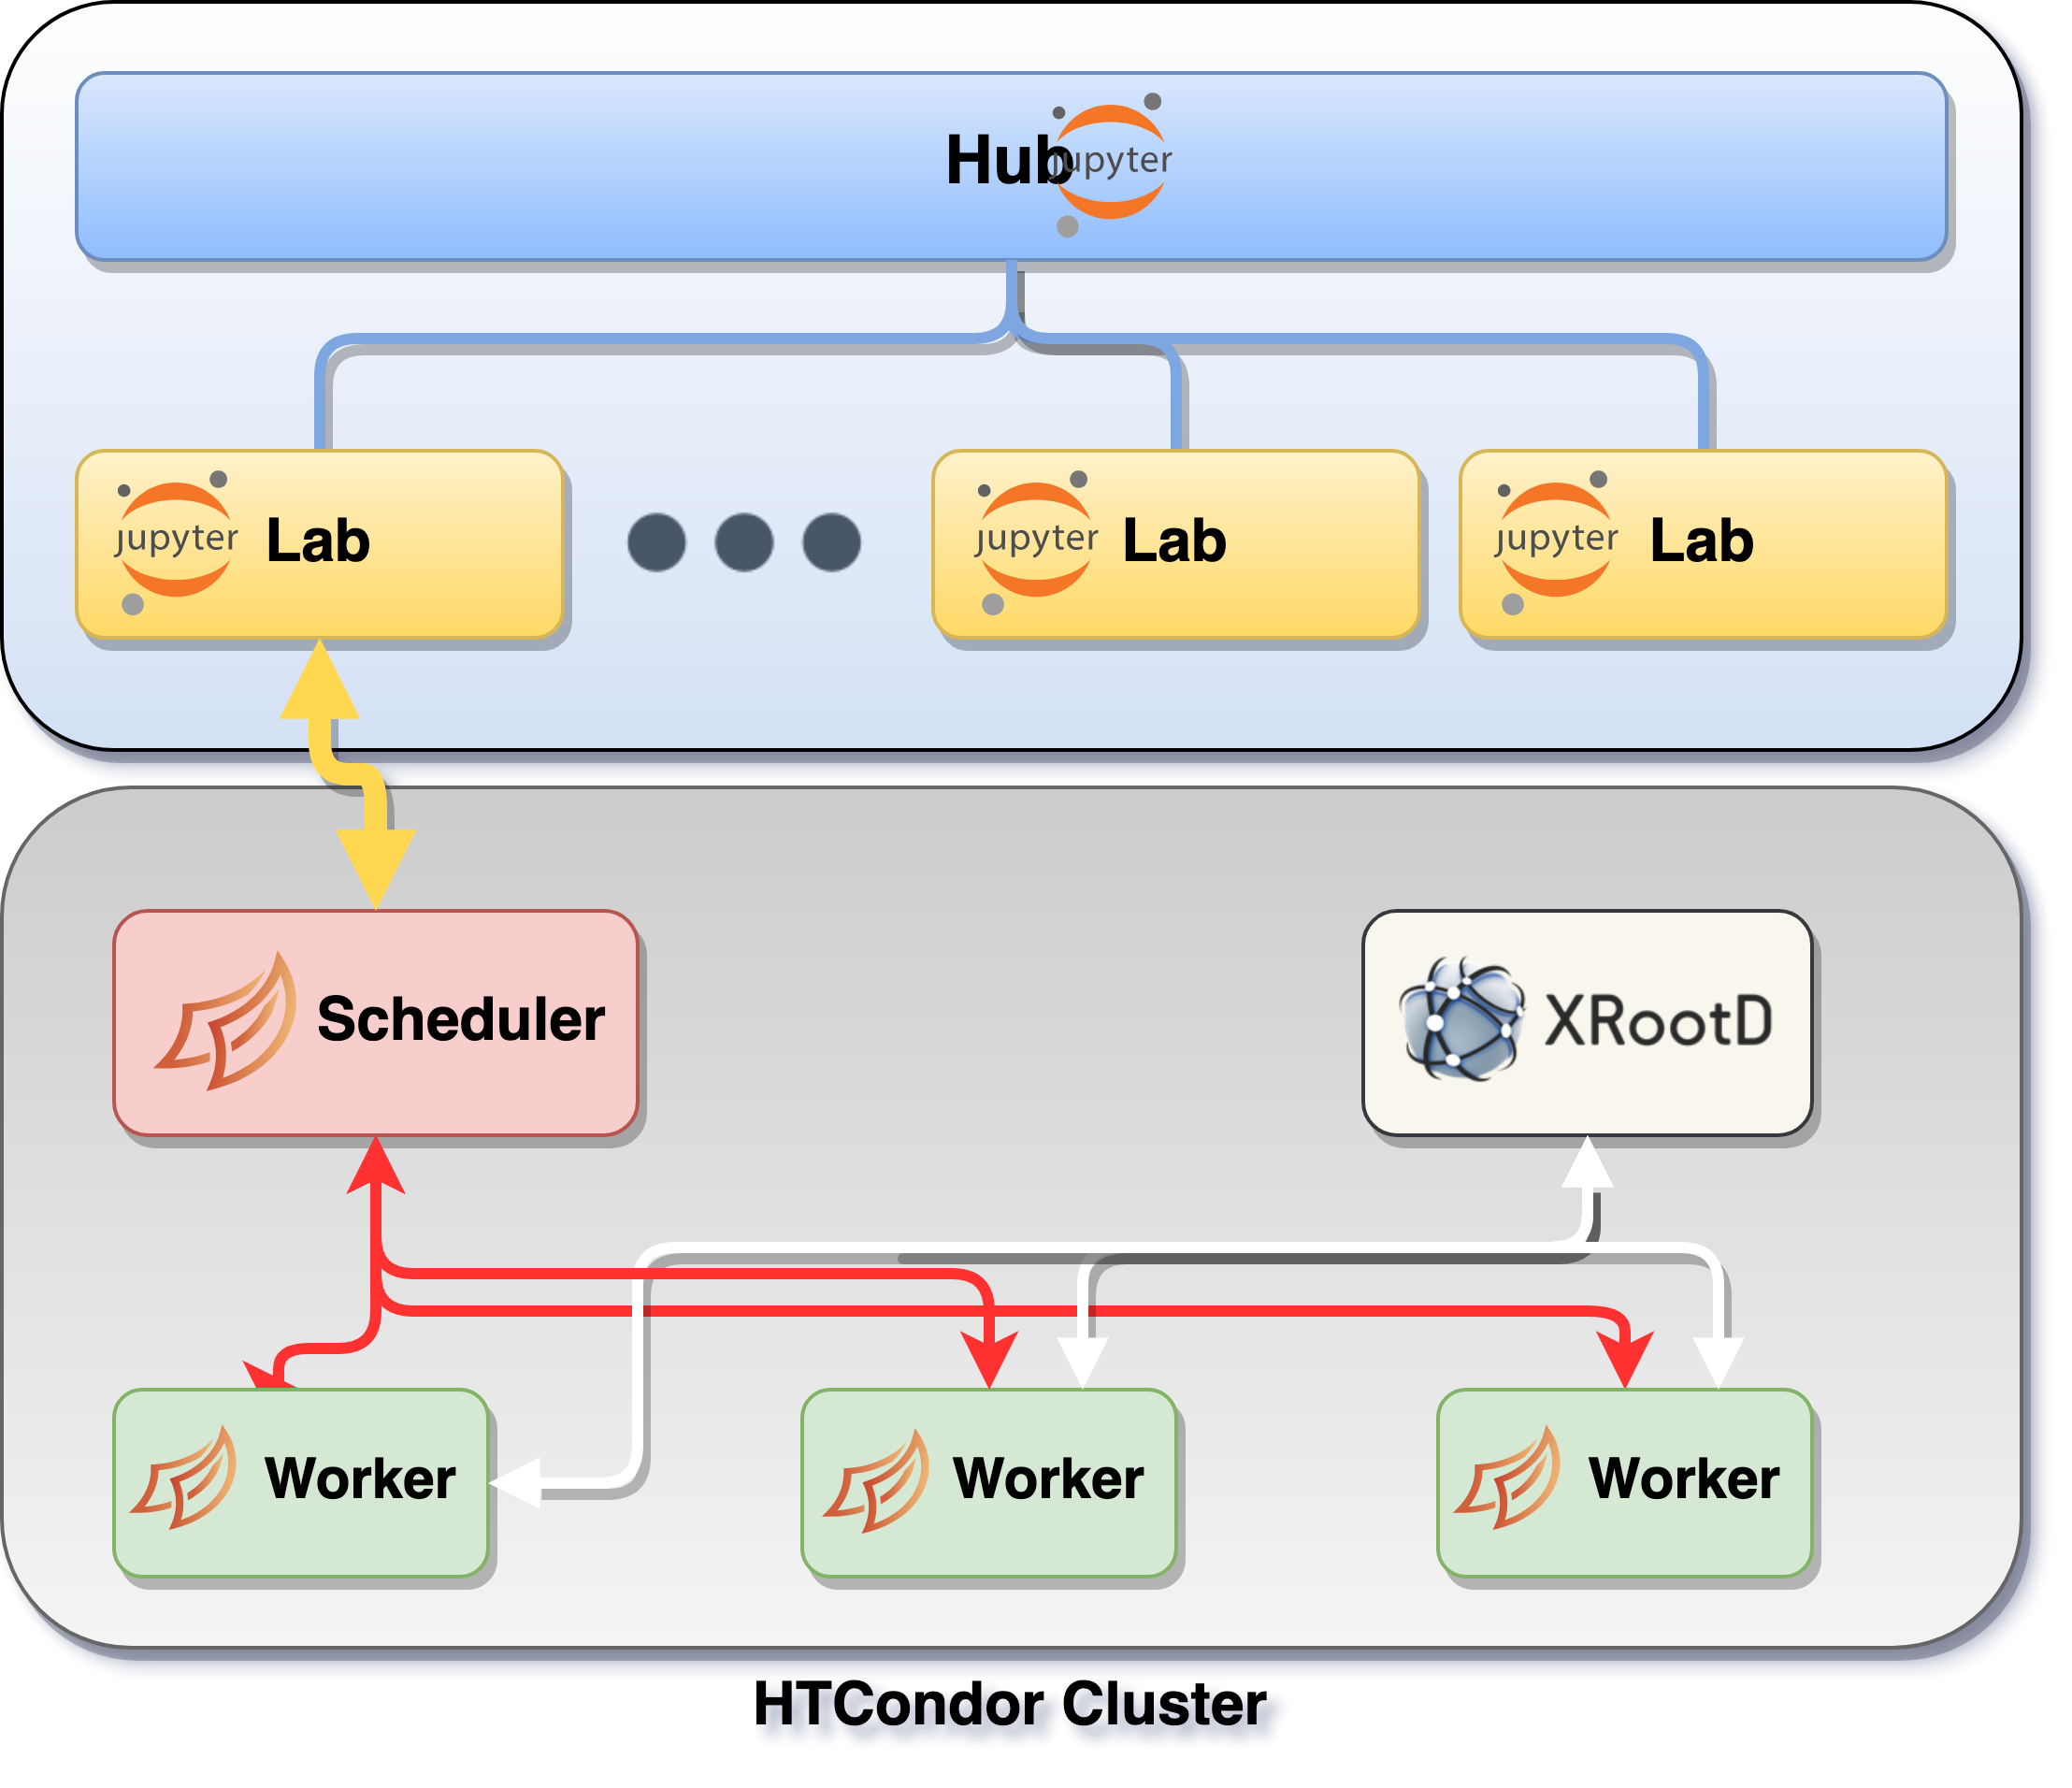 Hub jupyter
jupyter Lab
jupyter Lab
jupyter Lab
Scheduler
XRootD
Worker
Worker
Worker
HTCondor Cluster